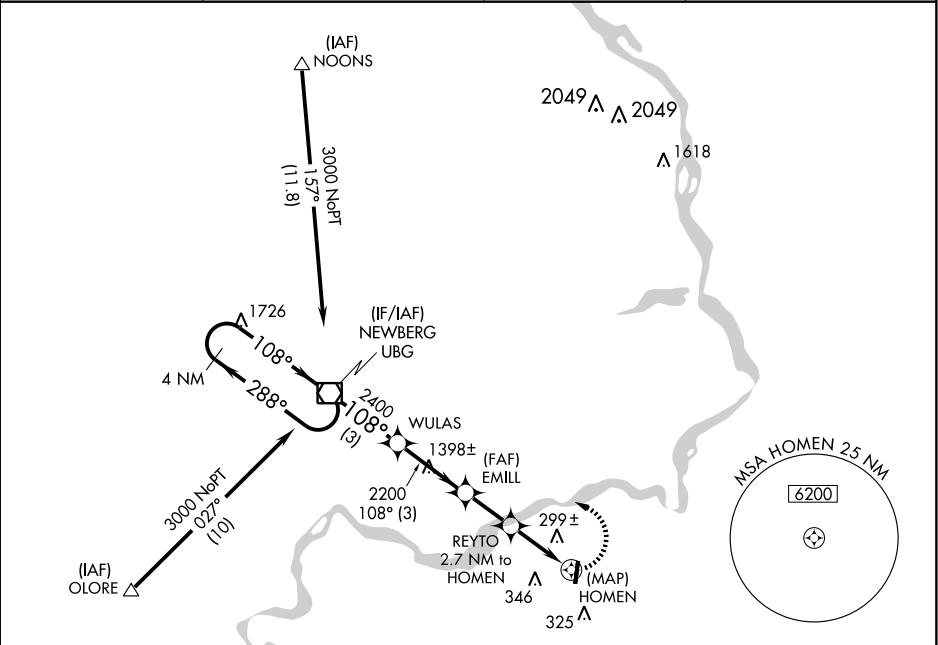 (IAF)
NOONS
3000 NoPT
157°
(11.8)
2049
2049
1618
1726
108°
4 NM
288°
(IF/IAF)
NEWBERG
UBG
2400
108°
(3)
WULAS
1398±
(FAF)
EMILL
2200
108° (3)
3000 NoPT
027°
(10)
(IAF)
OLORE
REYTO
2.7 NM to
HOMEN
299±
346
(MAP)
HOMEN
325
MSA HOMEN 25 NM
6200